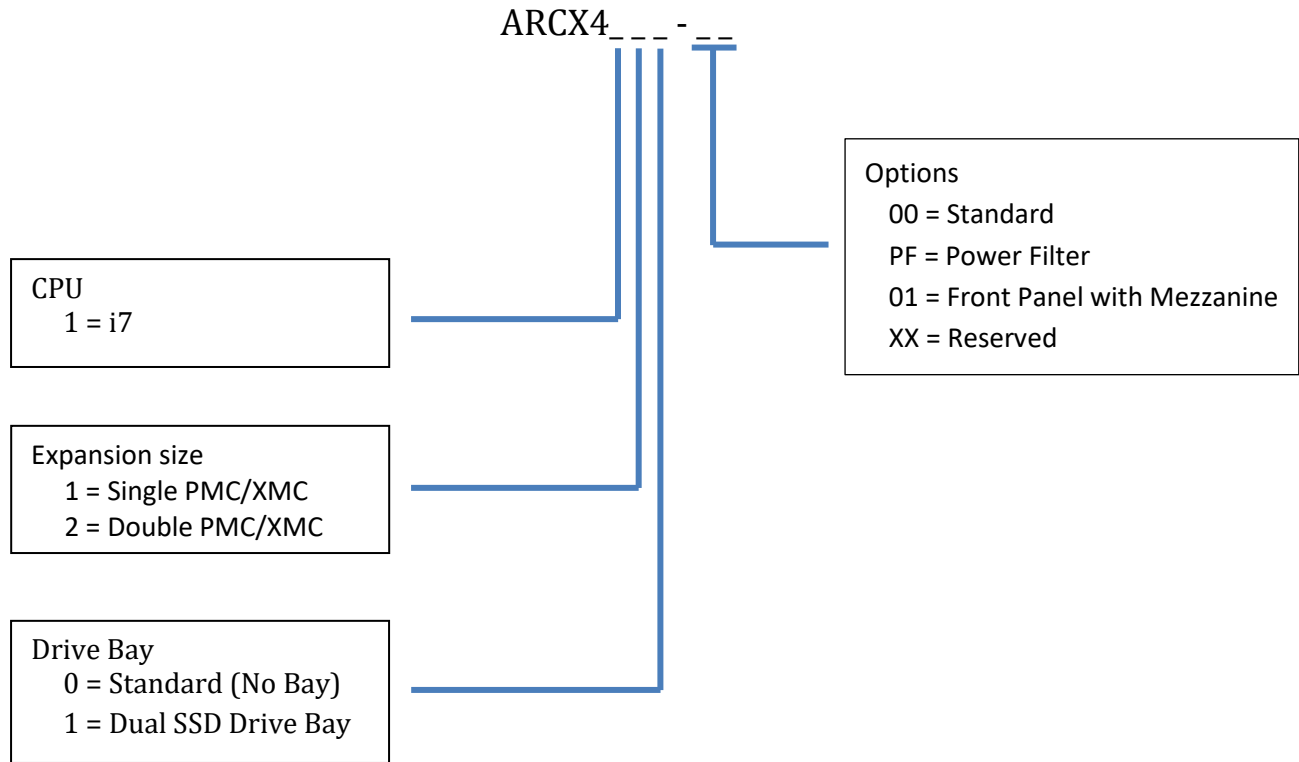 ARCX4_ _ _ - _ _
Options
00 = Standard
PF = Power Filter
01 = Front Panel with Mezzanine
XX = Reserved
CPU
1 = i7
Expansion size
1 = Single PMC/XMC
2 = Double PMC/XMC
Drive Bay
0 = Standard (No Bay)
1 = Dual SSD Drive Bay